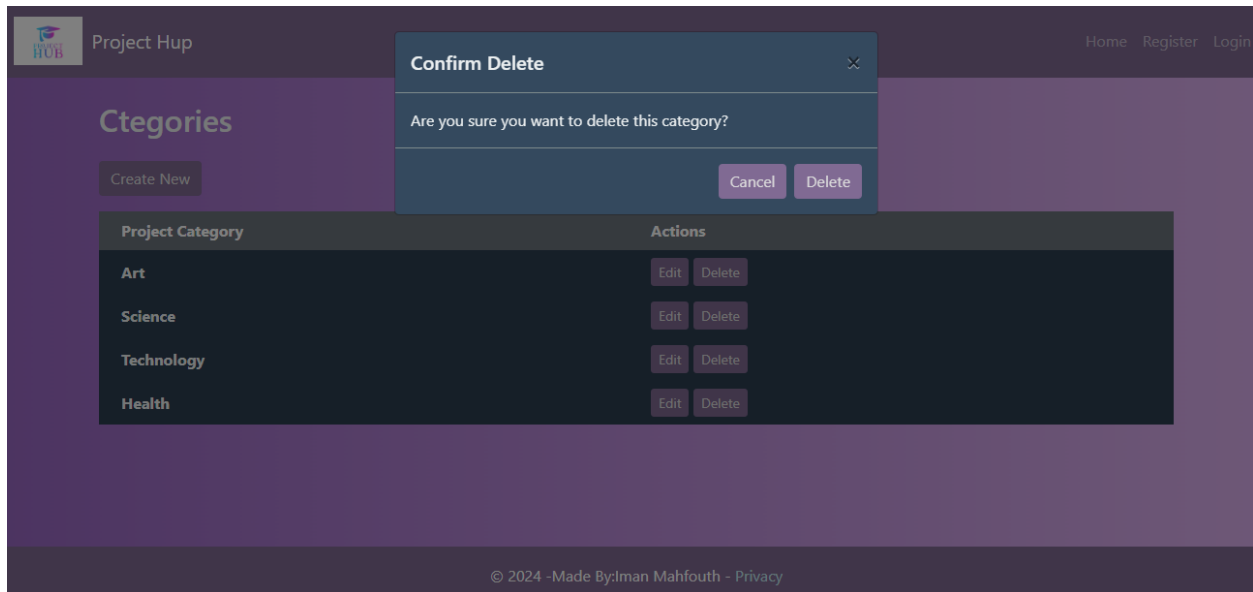 PROJECT
HUB
Project Hup
Home Register Login
Confirm Delete ×
Are you sure you want to delete this category?
Cancel Delete
Ctegories
Create New
Project Category Actions
Art Edit Delete
Science Edit Delete
Technology Edit Delete
Health Edit Delete
© 2024 -Made By:Iman Mahfouth - Privacy